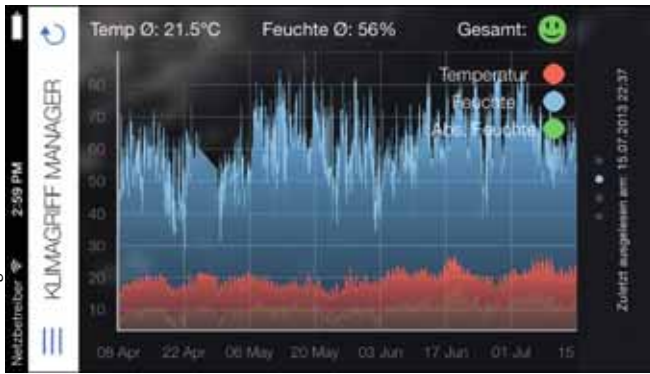 Netzbetreiber 2:59 PM
KLIMAGRIFF MANAGER
Temp Ø: 21.5°C Feuchte Ø: 56% Gesamt:
Temperatur
Feuchte
Abs. Feuchte
80
70
60
50
40
30
20
10
08 Apr 22 Apr 06 May 20 May 03 Jun 17 Jun 01 Jul 15
Zuletzt ausgelesen am: 15.07.2013 22:37